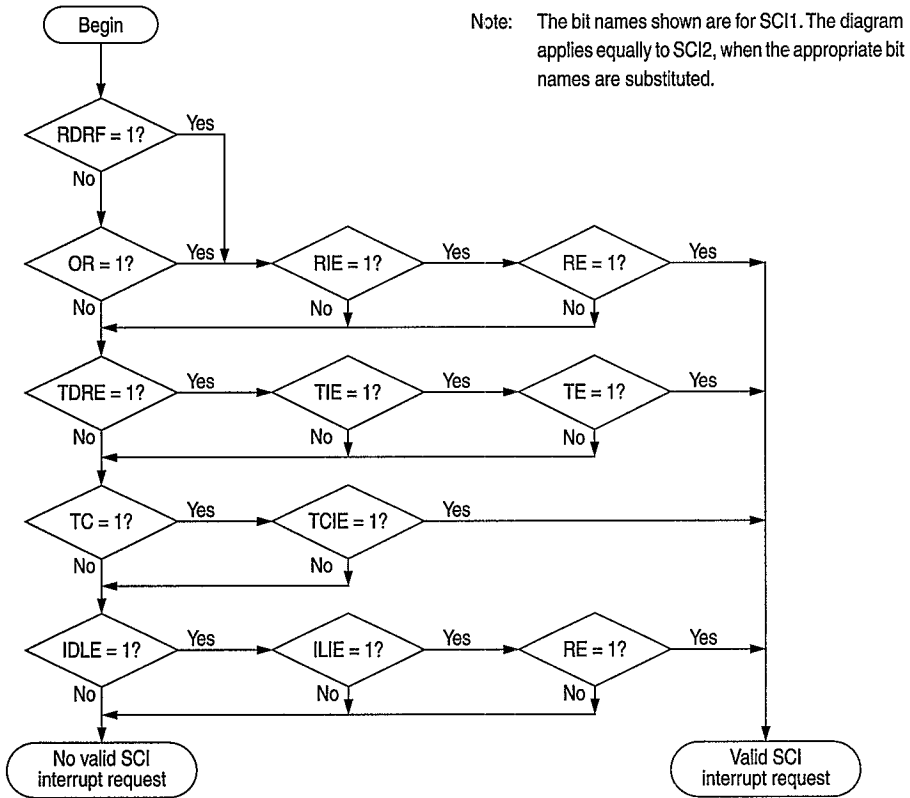 Begin
Note: The bit names shown are for SCI1. The diagram
applies equally to SCI2, when the appropriate bit
names are substituted.
RDRF = 1?
Yes
No
OR = 1?
Yes
RIE = 1?
Yes
RE = 1?
Yes
No
No
No
TDRE = 1?
Yes
TIE = 1?
Yes
TE = 1?
Yes
No
No
No
TC = 1?
Yes
TCIE = 1?
Yes
No
No
IDLE = 1?
Yes
ILIE = 1?
Yes
RE = 1?
Yes
No
No
No
No valid SCI
interrupt request
Valid SCI
interrupt request